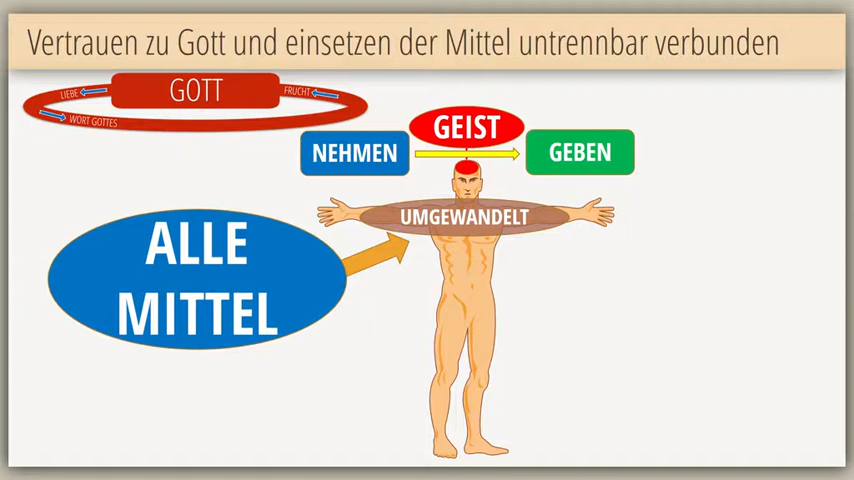 Vertrauen zu Gott und einsetzen der Mittel untrennbar verbunden
GOTT
LIEBE
FRUCHT
WORT GOTTES
GEIST
NEHMEN
GEBEN
UMGEWANDELT
ALLE
MITTEL